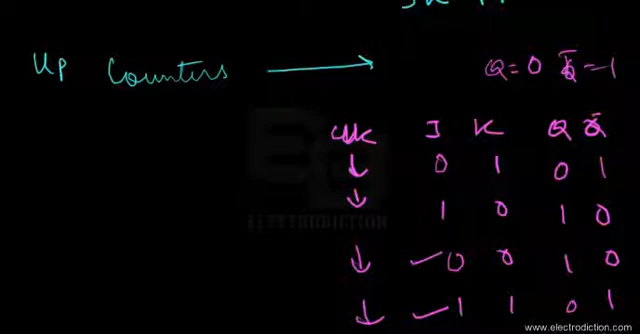 JK
Up Counters → Q=0 Q̅=1
CLK J K Q Q̅
↓ 0 1 0 1
↓ 1 0 1 0
↓ ✓0 0 1 0
↓ ✓1 1 0 1
ELECTRODICTION
www.electrodiction.com